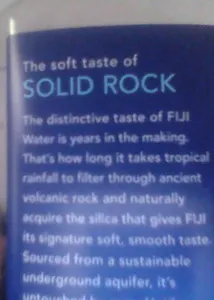 The soft taste of
SOLID ROCK
The distinctive taste of FIJI
Water is years in the making.
That's how long it takes tropical
rainfall to filter through ancient
volcanic rock and naturally
acquire the silica that gives FIJI
its signature soft, smooth taste.
Sourced from a sustainable
underground aquifer, it's
untouched